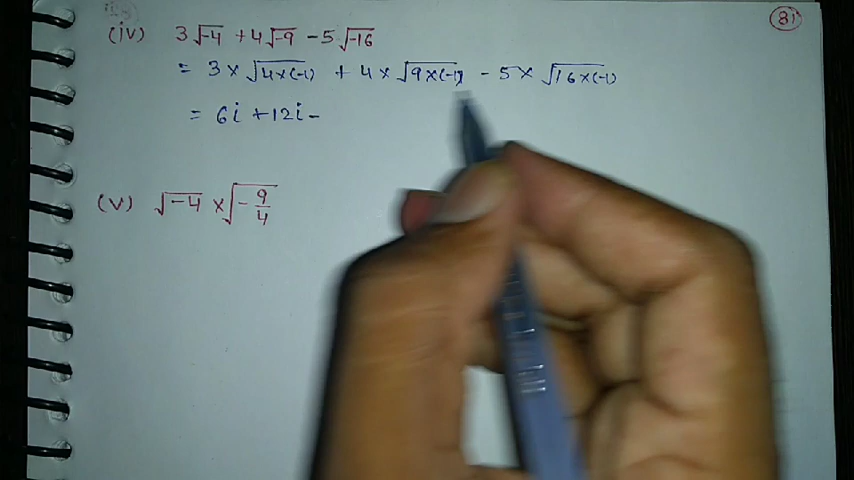 (iv) 3√-4 + 4√-9 - 5√-16
= 3 × √4×(-1) + 4 × √9×(-1) - 5 × √16×(-1)
= 6i + 12i -
(v) √-4 × √-9/4